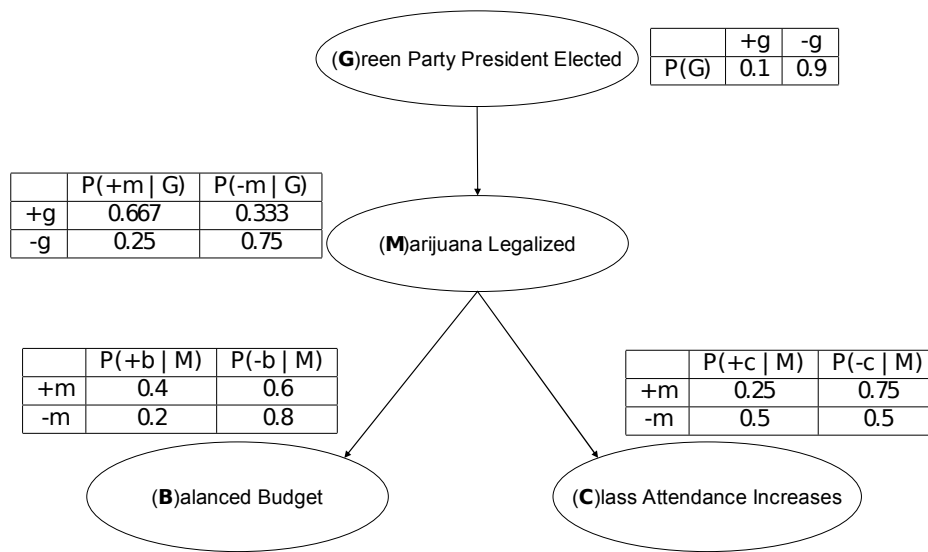 (G)reen Party President Elected
+g -g
P(G) 0.1 0.9
P(+m | G) P(-m | G)
+g 0.667 0.333
-g 0.25 0.75
(M)arijuana Legalized
P(+b | M) P(-b | M)
+m 0.4 0.6
-m 0.2 0.8
P(+c | M) P(-c | M)
+m 0.25 0.75
-m 0.5 0.5
(B)alanced Budget
(C)lass Attendance Increases